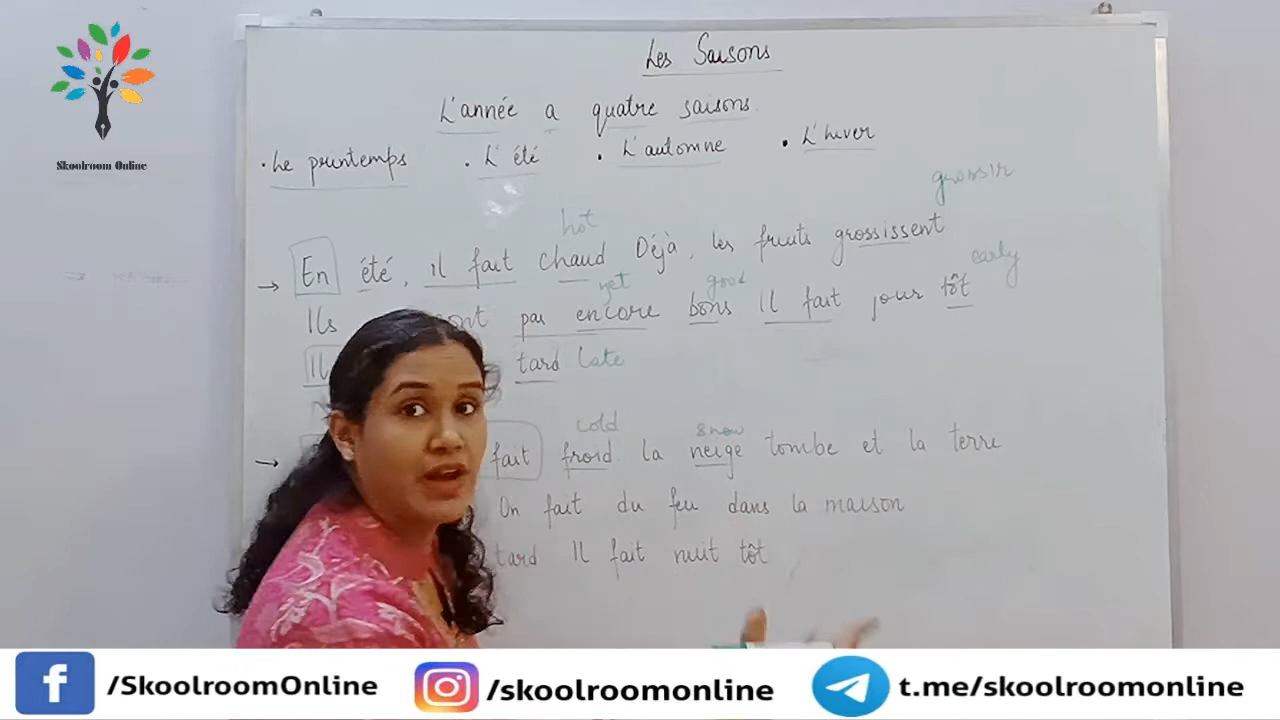 Skoolroom Online
Les Saisons
L'année a quatre saisons.
• Le printemps • L'été • L'automne • L'hiver
grossir
hot
→ En été, il fait chaud Déjà, les fruits grossissent
yet good early
Ils sont pas encore bons Il fait jour tôt
Il tard late
cold snow
→ fait froid. la neige tombe et la terre
On fait du feu dans la maison
tard Il fait nuit tôt
/SkoolroomOnline /skoolroomonline t.me/skoolroomonline